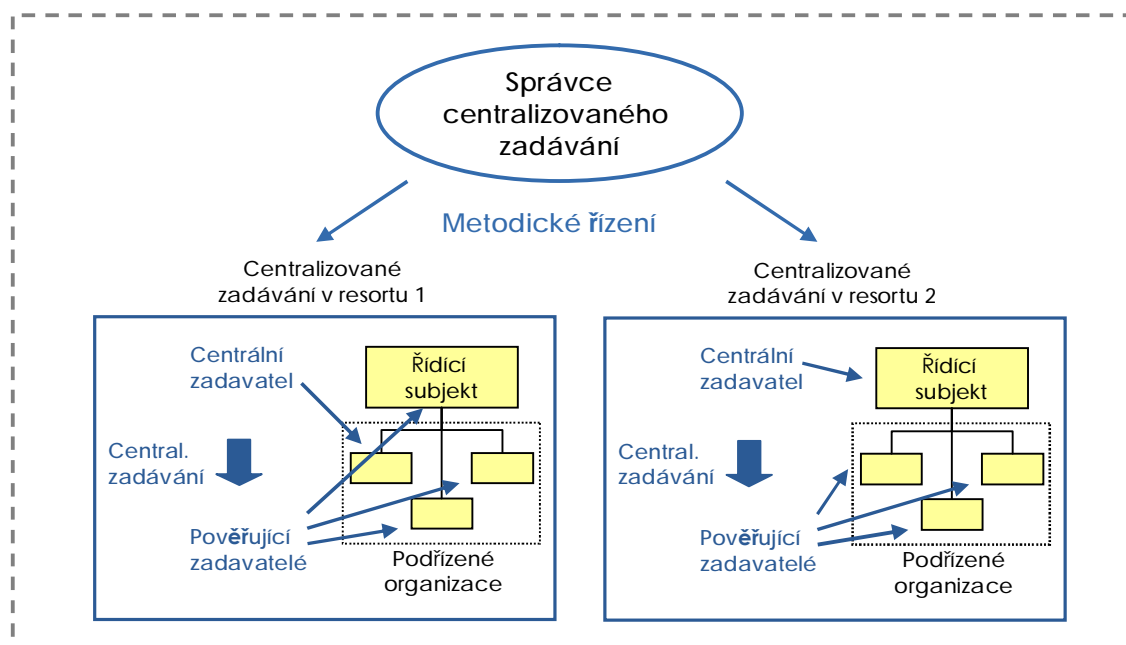 Správce
centralizovaného
zadávání
Metodické řízení
Centralizované
zadávání v resortu 1
Centrální
zadavatel
Řídící
subjekt
Central.
zadávání
Pověřující
zadavatelé
Podřízené
organizace
Centralizované
zadávání v resortu 2
Centrální
zadavatel
Řídící
subjekt
Central.
zadávání
Pověřující
zadavatelé
Podřízené
organizace